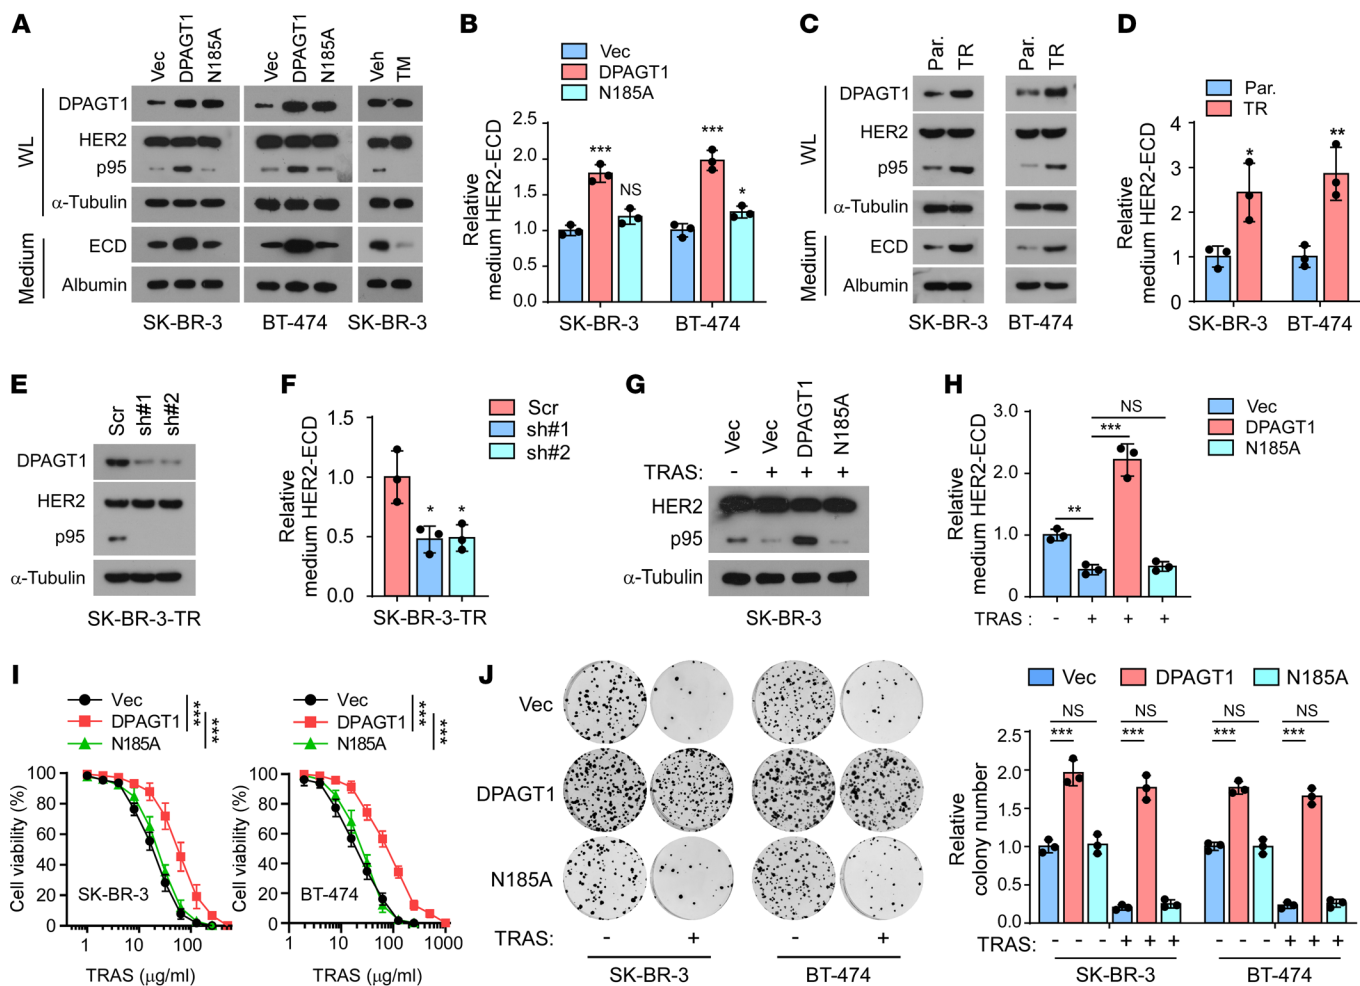 A
Vec
DPAGT1
N185A
Vec
DPAGT1
N185A
Veh
TM
WL
DPAGT1
HER2
p95
α-Tubulin
Medium
ECD
Albumin
SK-BR-3
BT-474
SK-BR-3
B
Vec
DPAGT1
N185A
Relative
medium HER2-ECD
2.5
2.0
1.5
1.0
0.5
0.0
***
NS
***
*
SK-BR-3
BT-474
C
Par.
TR
Par.
TR
WL
DPAGT1
HER2
p95
α-Tubulin
Medium
ECD
Albumin
SK-BR-3
BT-474
D
Par.
TR
Relative
medium HER2-ECD
4
3
2
1
0
*
**
SK-BR-3
BT-474
E
Scr
sh#1
sh#2
DPAGT1
HER2
p95
α-Tubulin
SK-BR-3-TR
F
Scr
sh#1
sh#2
Relative
medium HER2-ECD
1.5
1.0
0.5
0.0
*
*
SK-BR-3-TR
G
Vec
Vec
DPAGT1
N185A
TRAS: - + + +
HER2
p95
α-Tubulin
SK-BR-3
H
Vec
DPAGT1
N185A
Relative
medium HER2-ECD
3.0
2.0
1.0
0
**
***
NS
TRAS : - + + +
I
Vec
DPAGT1
N185A
***
***
Cell viability (%)
100
80
60
40
20
0
SK-BR-3
1 10 100
TRAS (μg/ml)
Vec
DPAGT1
N185A
***
***
Cell viability (%)
100
80
60
40
20
0
BT-474
1 10 100 1000
TRAS (μg/ml)
J
Vec
DPAGT1
N185A
TRAS: - + - +
SK-BR-3
BT-474
Vec
DPAGT1
N185A
Relative
colony number
2.5
2.0
1.5
1.0
0.5
0.0
NS
***
NS
***
NS
***
NS
***
TRAS: - - - + + + - - - + + +
SK-BR-3
BT-474